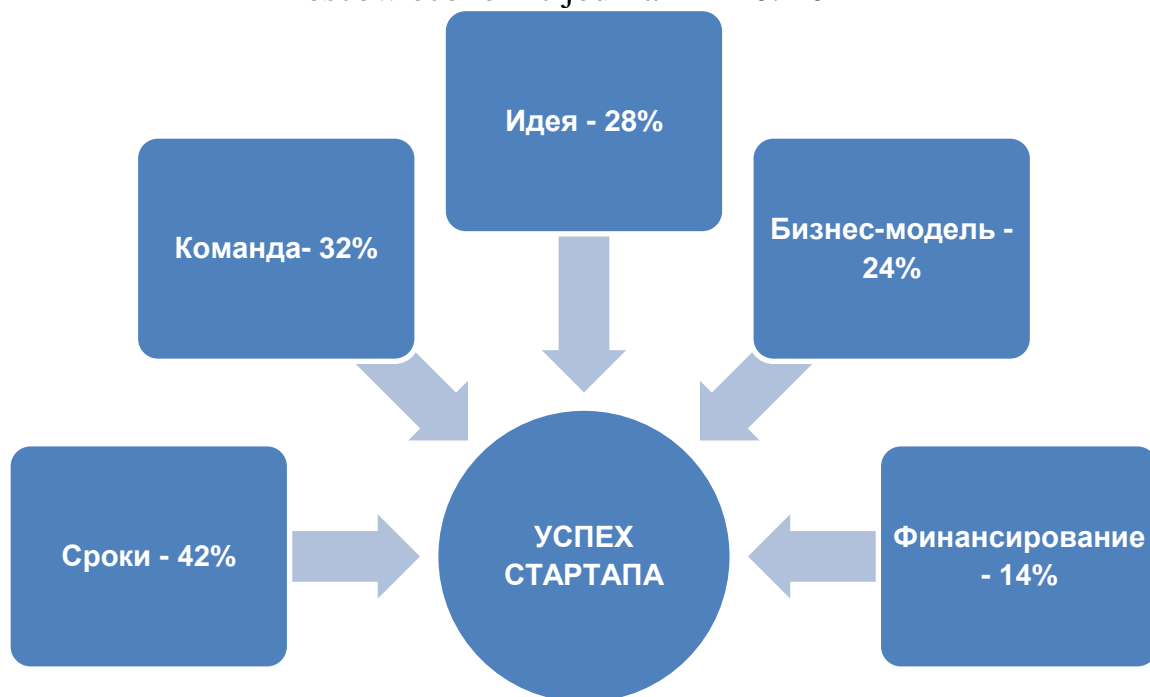 Идея - 28%
Команда- 32%
Бизнес-модель -
24%
Сроки - 42%
УСПЕХ
СТАРТАПА
Финансирование
- 14%